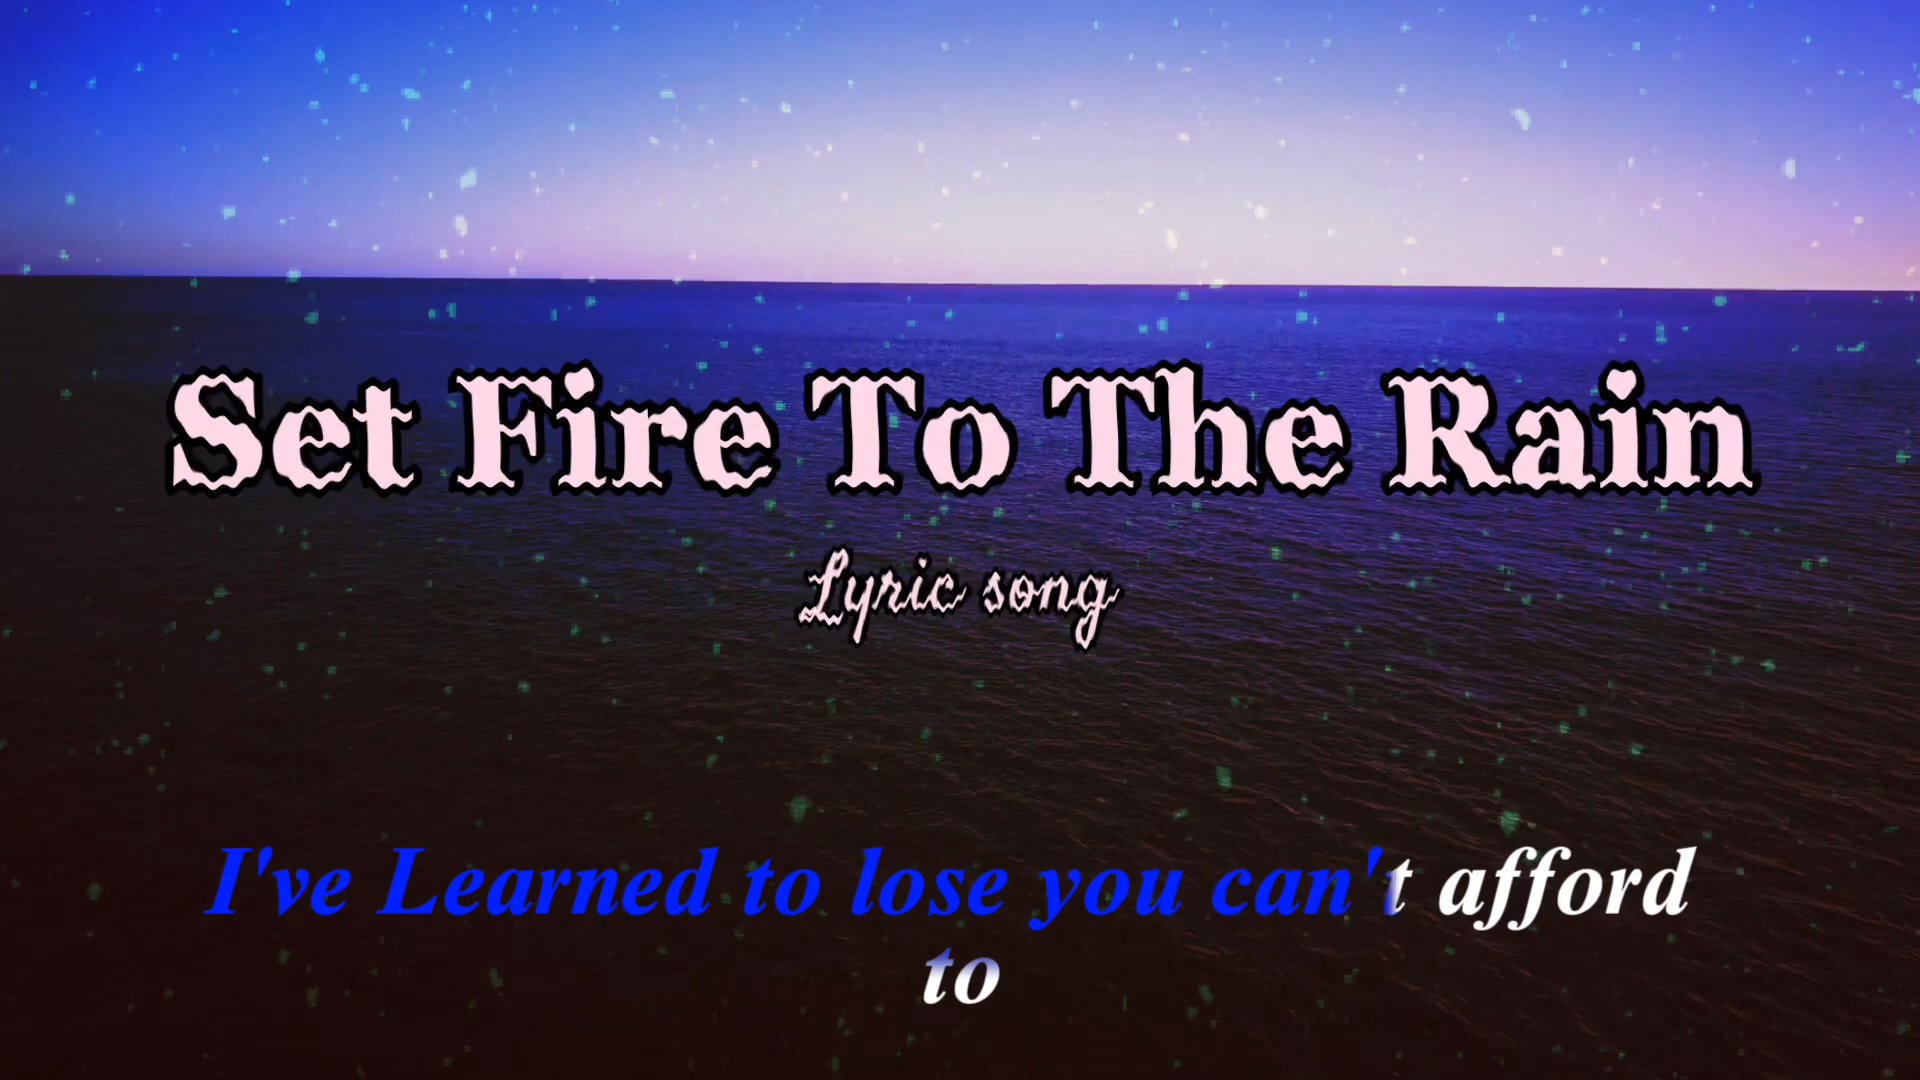 Set Fire To The Rain
Lyric song
I've Learned to lose you can't afford
to